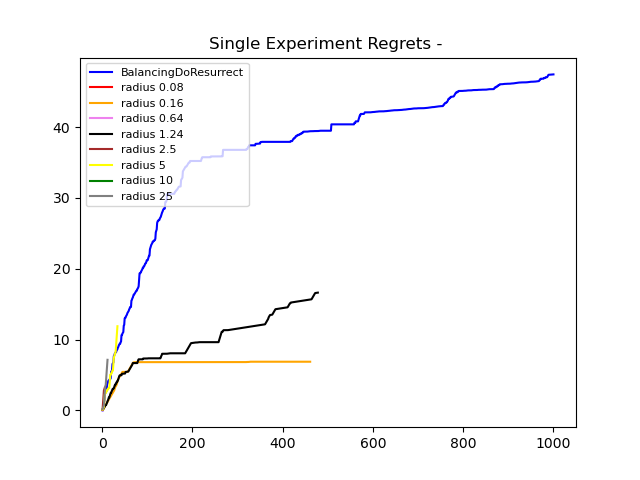 Single Experiment Regrets -
BalancingDoResurrect
radius 0.08
radius 0.16
radius 0.64
radius 1.24
radius 2.5
radius 5
radius 10
radius 25
40
30
20
10
0
0 200 400 600 800 1000